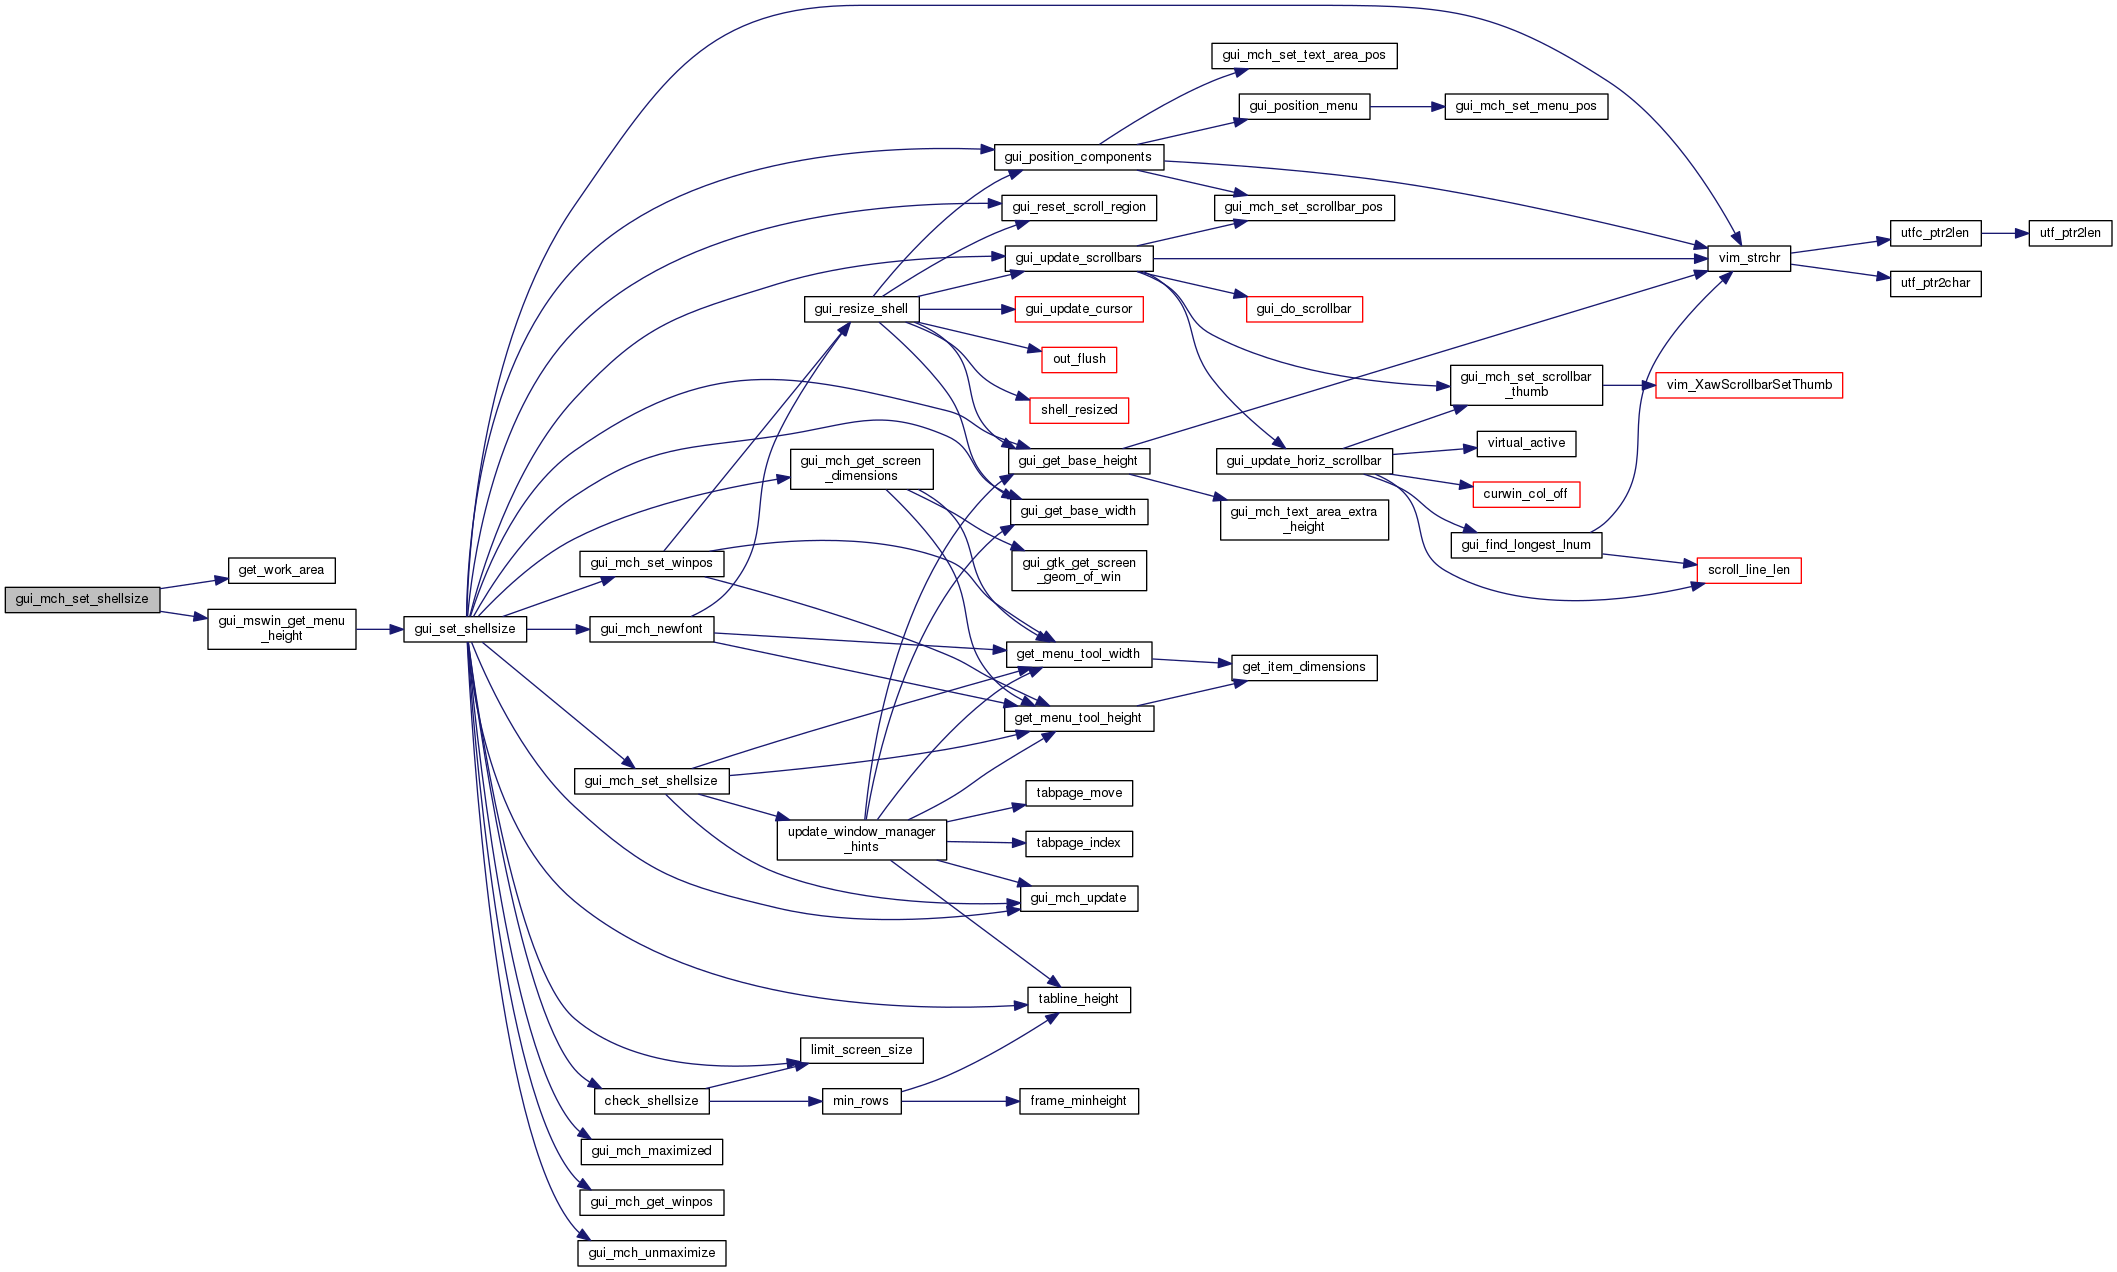 gui_mch_set_shellsize
get_work_area
gui_mswin_get_menu
_height
gui_set_shellsize
gui_mch_set_winpos
gui_mch_newfont
gui_mch_set_shellsize
check_shellsize
gui_mch_maximized
gui_mch_get_winpos
gui_mch_unmaximize
gui_resize_shell
gui_mch_get_screen
_dimensions
update_window_manager
_hints
limit_screen_size
min_rows
gui_position_components
gui_reset_scroll_region
gui_update_scrollbars
gui_update_cursor
out_flush
shell_resized
gui_get_base_height
gui_get_base_width
gui_gtk_get_screen
_geom_of_win
get_menu_tool_width
get_menu_tool_height
tabpage_move
tabpage_index
gui_mch_update
tabline_height
frame_minheight
gui_mch_set_text_area_pos
gui_position_menu
gui_mch_set_scrollbar_pos
gui_do_scrollbar
gui_update_horiz_scrollbar
gui_mch_text_area_extra
_height
get_item_dimensions
gui_mch_set_menu_pos
gui_mch_set_scrollbar
_thumb
virtual_active
curwin_col_off
gui_find_longest_lnum
vim_strchr
vim_XawScrollbarSetThumb
scroll_line_len
utfc_ptr2len
utf_ptr2char
utf_ptr2len